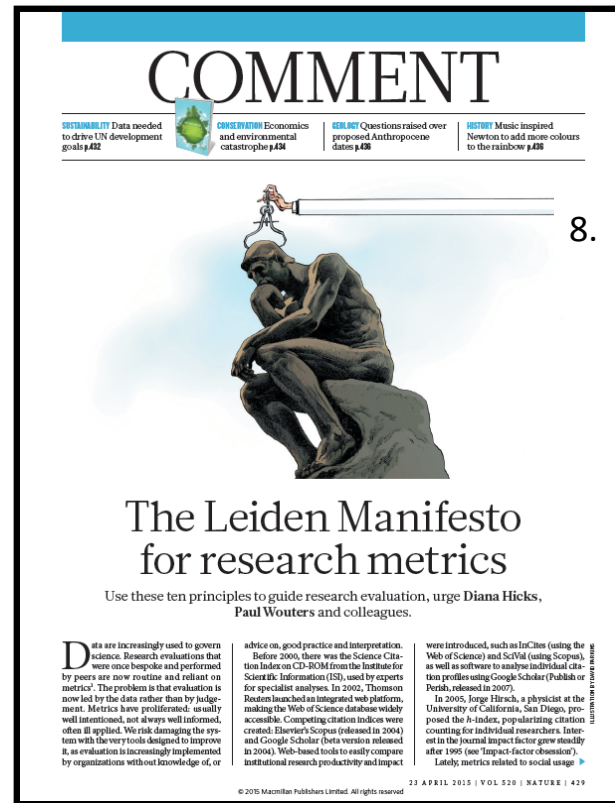 COMMENT
SUSTAINABILITY Data needed
to drive UN development
goals p.432
CONSERVATION Economics
and environmental
catastrophe p.434
GEOLOGY Questions raised over
proposed Anthropocene
dates p.436
HISTORY Music inspired
Newton to add more colours
to the rainbow p.436
8.
The Leiden Manifesto
for research metrics
Use these ten principles to guide research evaluation, urge Diana Hicks,
Paul Wouters and colleagues.
Data are increasingly used to govern
science. Research evaluations that
were once bespoke and performed
by peers are now routine and reliant on
metrics¹. The problem is that evaluation is
now led by the data rather than by judge-
ment. Metrics have proliferated: usually
well intentioned, not always well informed,
often ill applied. We risk damaging the sys-
tem with the very tools designed to improve
it, as evaluation is increasingly implemented
by organizations without knowledge of, or
advice on, good practice and interpretation.
Before 2000, there was the Science Cita-
tion Index on CD-ROM from the Institute for
Scientific Information (ISI), used by experts
for specialist analyses. In 2002, Thomson
Reuters launched an integrated web platform,
making the Web of Science database widely
accessible. Competing citation indices were
created: Elsevier's Scopus (released in 2004)
and Google Scholar (beta version released
in 2004). Web-based tools to easily compare
institutional research productivity and impact
were introduced, such as InCites (using the
Web of Science) and SciVal (using Scopus),
as well as software to analyse individual cita-
tion profiles using Google Scholar (Publish or
Perish, released in 2007).
In 2005, Jorge Hirsch, a physicist at the
University of California, San Diego, pro-
posed the h-index, popularizing citation
counting for individual researchers. Inter-
est in the journal impact factor grew steadily
after 1995 (see 'Impact-factor obsession').
Lately, metrics related to social usage
ILLUSTRATION BY DAVID PARKINS
23 APRIL 2015 | VOL 520 | NATURE | 429
© 2015 Macmillan Publishers Limited. All rights reserved